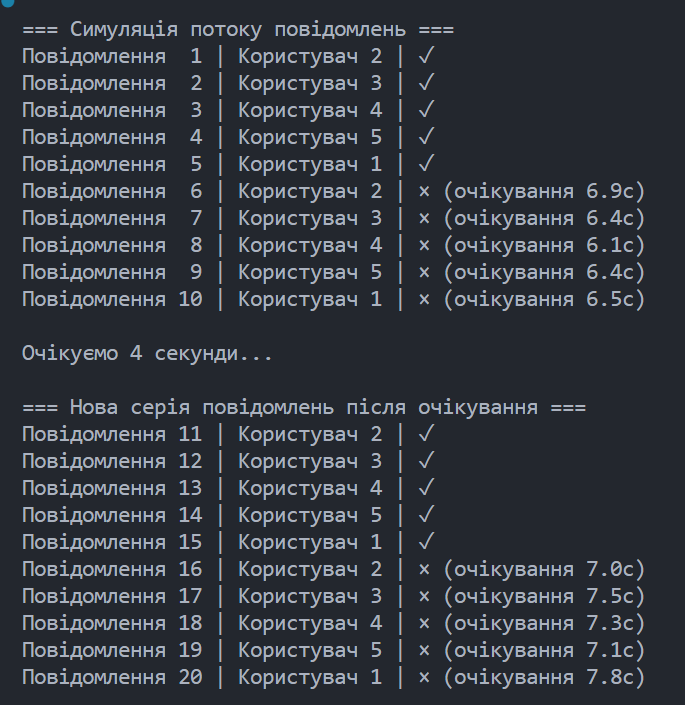 === Симуляція потоку повідомлень ===
Повідомлення  1 | Користувач 2 | ✓
Повідомлення  2 | Користувач 3 | ✓
Повідомлення  3 | Користувач 4 | ✓
Повідомлення  4 | Користувач 5 | ✓
Повідомлення  5 | Користувач 1 | ✓
Повідомлення  6 | Користувач 2 | × (очікування 6.9с)
Повідомлення  7 | Користувач 3 | × (очікування 6.4с)
Повідомлення  8 | Користувач 4 | × (очікування 6.1с)
Повідомлення  9 | Користувач 5 | × (очікування 6.4с)
Повідомлення 10 | Користувач 1 | × (очікування 6.5с)
Очікуємо 4 секунди...
=== Нова серія повідомлень після очікування ===
Повідомлення 11 | Користувач 2 | ✓
Повідомлення 12 | Користувач 3 | ✓
Повідомлення 13 | Користувач 4 | ✓
Повідомлення 14 | Користувач 5 | ✓
Повідомлення 15 | Користувач 1 | ✓
Повідомлення 16 | Користувач 2 | × (очікування 7.0с)
Повідомлення 17 | Користувач 3 | × (очікування 7.5с)
Повідомлення 18 | Користувач 4 | × (очікування 7.3с)
Повідомлення 19 | Користувач 5 | × (очікування 7.1с)
Повідомлення 20 | Користувач 1 | × (очікування 7.8с)